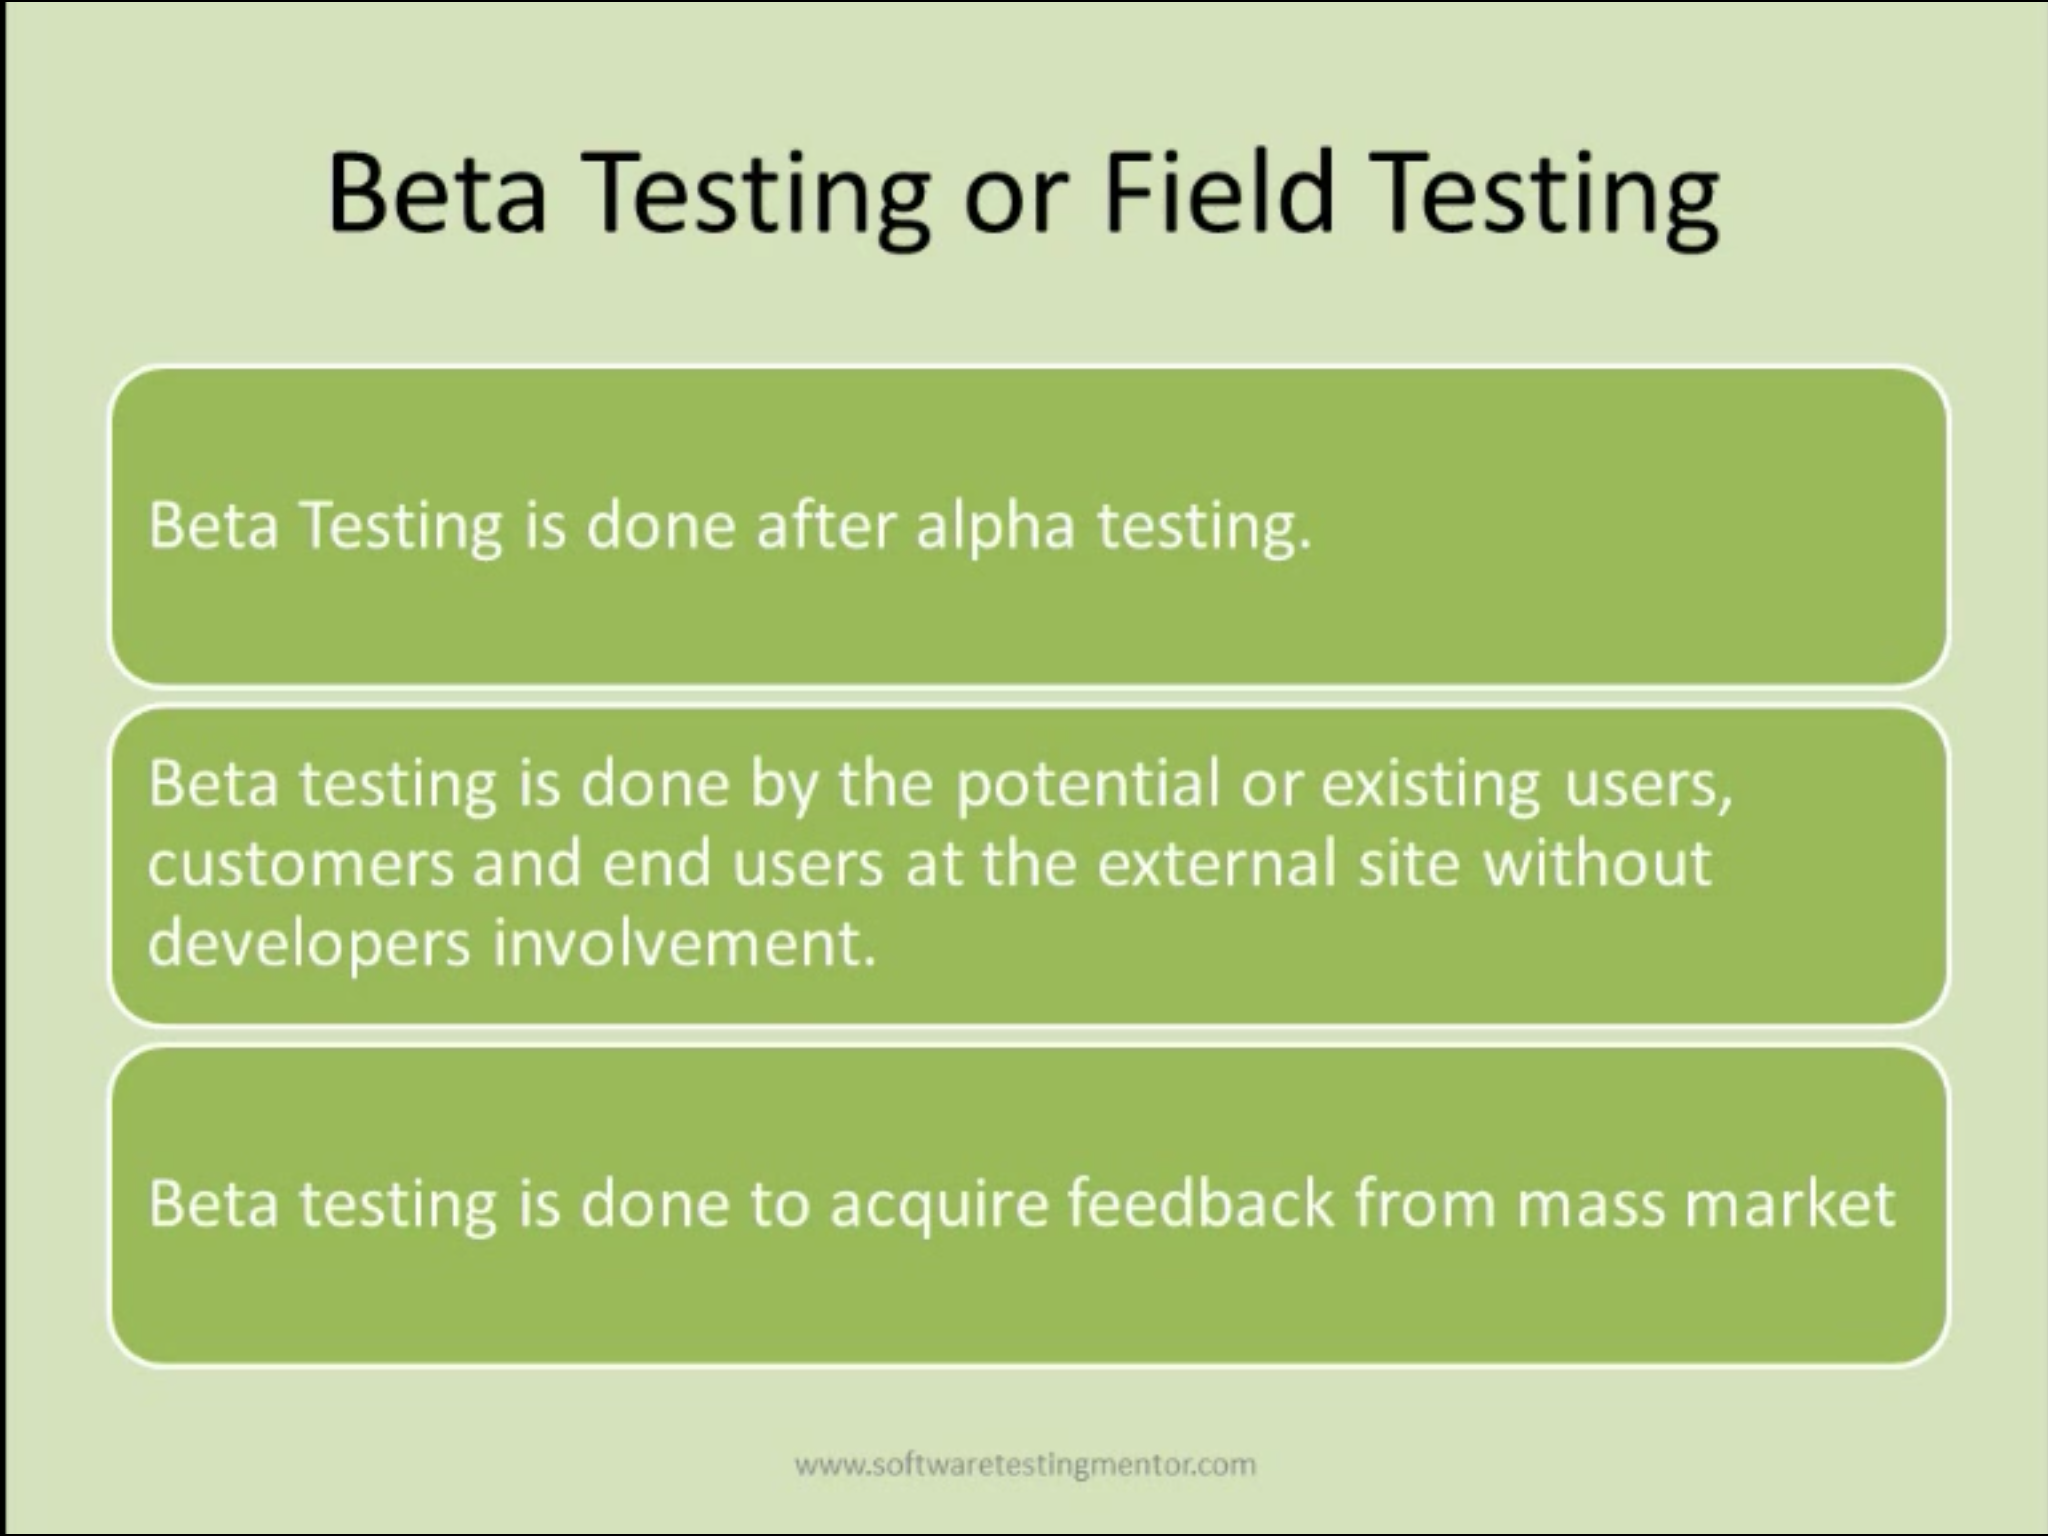 Beta Testing or Field Testing
Beta Testing is done after alpha testing.
Beta testing is done by the potential or existing users,
customers and end users at the external site without
developers involvement.
Beta testing is done to acquire feedback from mass market
www.softwaretestingmentor.com